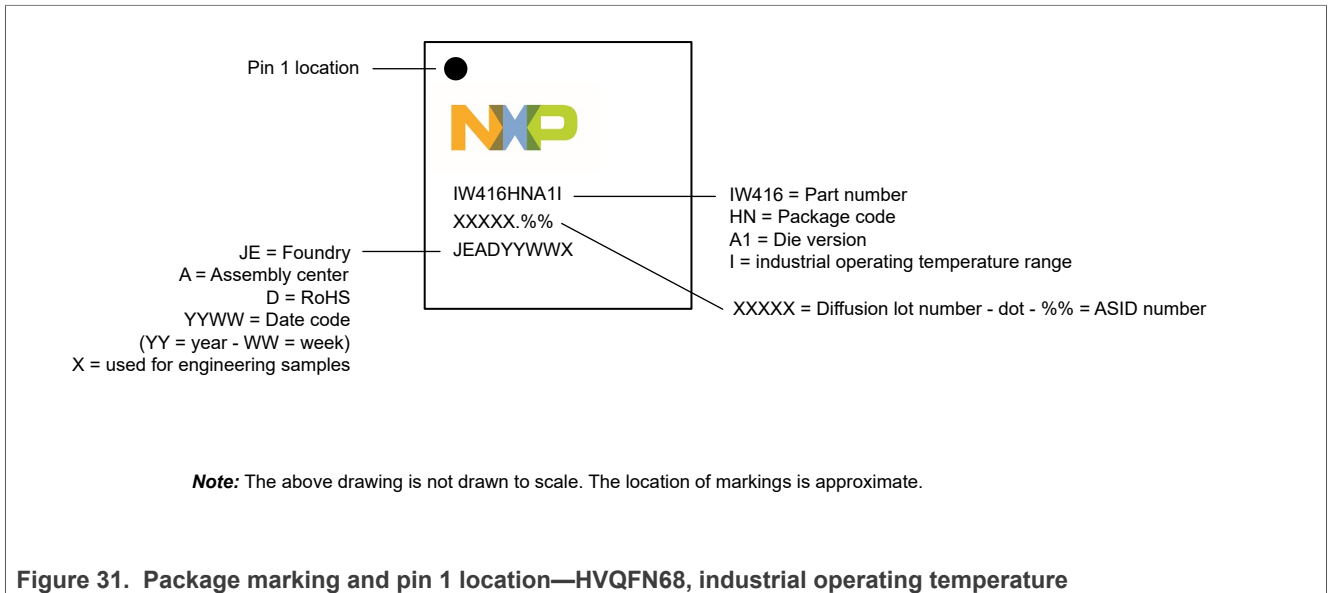 Pin 1 location
NXP
IW416HNA1I
XXXXX.%%
JEADYYWWX
IW416 = Part number
HN = Package code
A1 = Die version
I = industrial operating temperature range
JE = Foundry
A = Assembly center
D = RoHS
YYWW = Date code
(YY = year - WW = week)
X = used for engineering samples
XXXXX = Diffusion lot number - dot - %% = ASID number
Note: The above drawing is not drawn to scale. The location of markings is approximate.
Figure 31. Package marking and pin 1 location—HVQFN68, industrial operating temperature